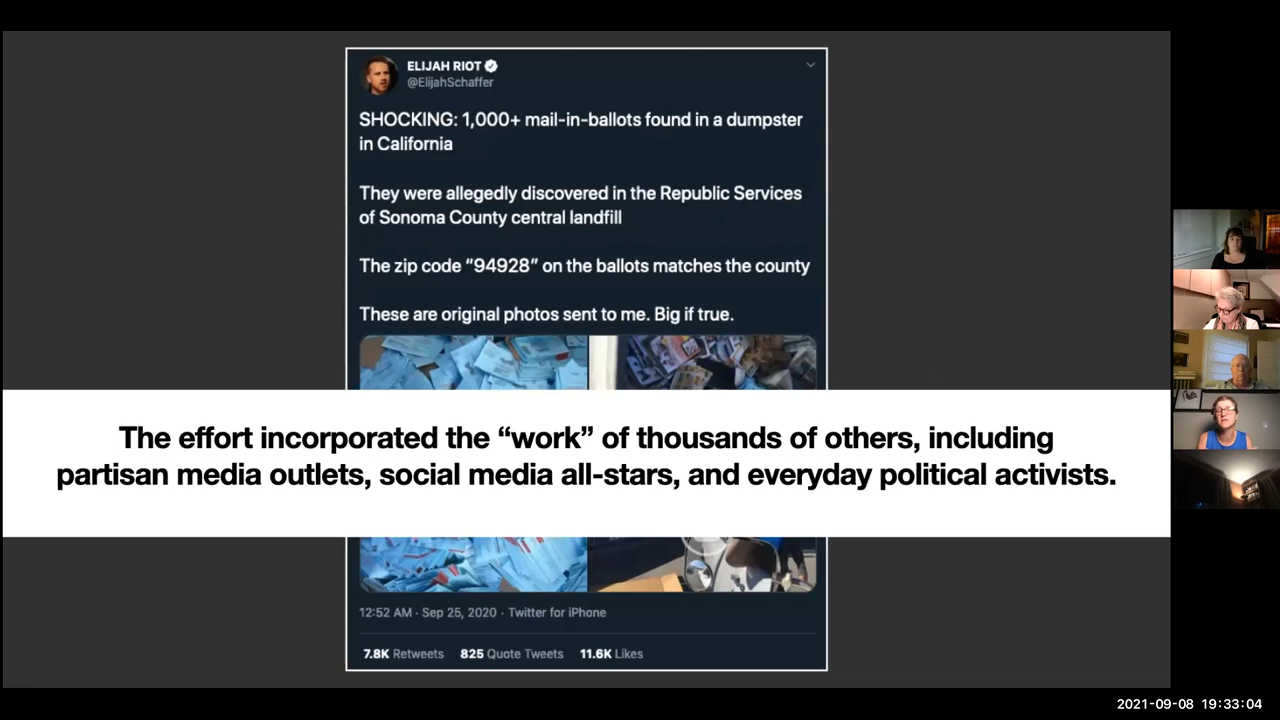 ELIJAH RIOT
@ElijahSchaffer
SHOCKING: 1,000+ mail-in-ballots found in a dumpster
in California
They were allegedly discovered in the Republic Services
of Sonoma County central landfill
The zip code “94928” on the ballots matches the county
These are original photos sent to me. Big if true.
The effort incorporated the “work” of thousands of others, including
partisan media outlets, social media all-stars, and everyday political activists.
12:52 AM · Sep 25, 2020 · Twitter for iPhone
7.8K Retweets 825 Quote Tweets 11.6K Likes
2021-09-08 19:33:04